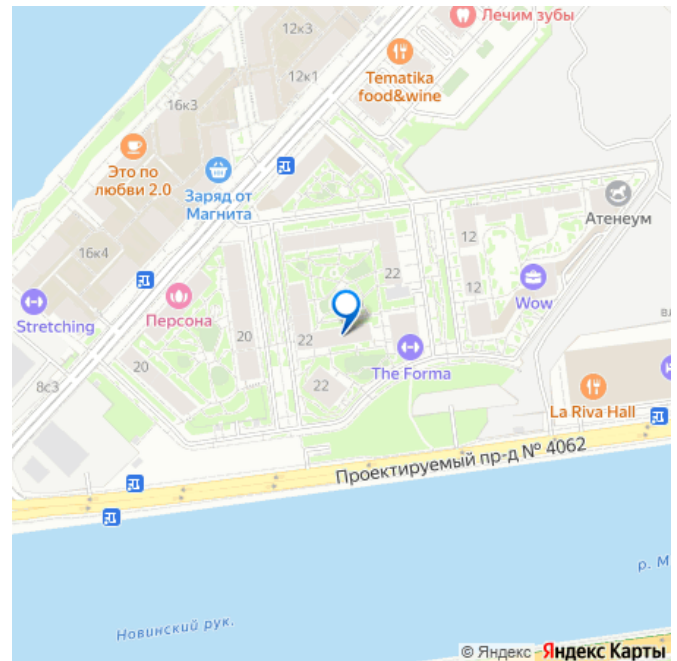 12к3
Лечим зубы
Tematika
food&wine
12к1
16к3
Это по
любви 2.0
Заряд от
Магнита
Атенеум
12
16к4
22
12
Wow
Stretching
Персона
20
22
The Forma
20
22
8с3
La Riva Hall
Проектируемый пр-д № 4062
р. М
Новинский рук.
© Яндекс Яндекс Карты